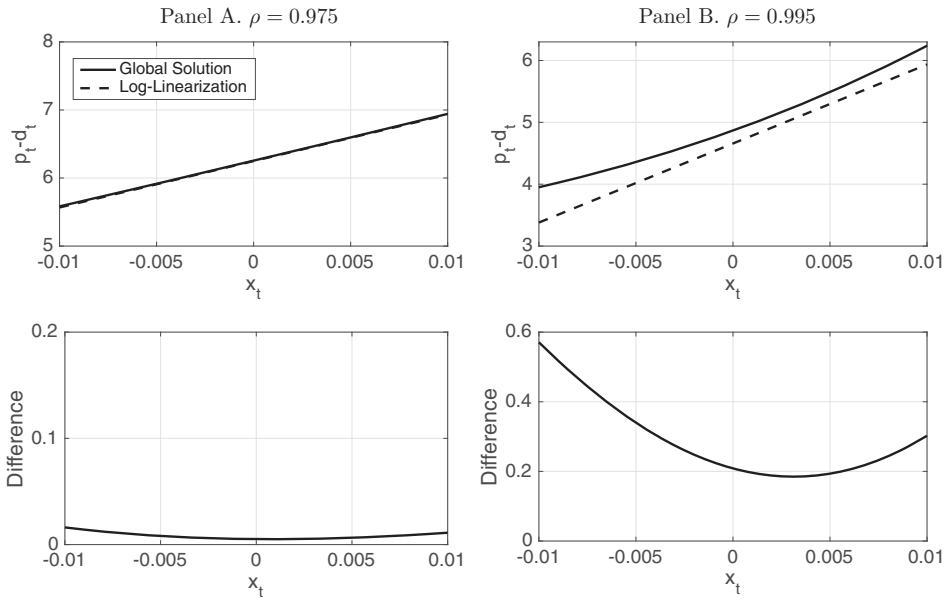 Panel A. ρ = 0.975
8
7
6
5
p_t-d_t
Global Solution
Log-Linearization
-0.01
-0.005
0
0.005
0.01
x_t
Panel B. ρ = 0.995
6
5
4
3
p_t-d_t
-0.01
-0.005
0
0.005
0.01
x_t
0.2
0.1
0
Difference
-0.01
-0.005
0
0.005
0.01
x_t
0.6
0.4
0.2
0
Difference
-0.01
-0.005
0
0.005
0.01
x_t